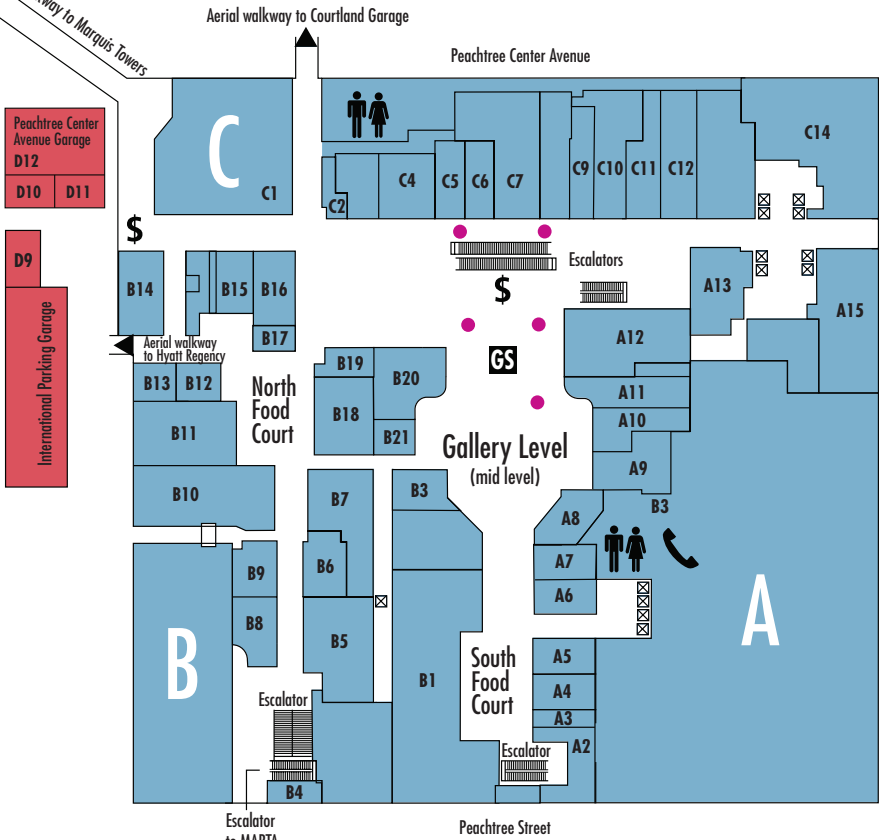 Aerial walkway to Courtland Garage
to Marquis Towers
Peachtree Center Avenue
Peachtree Center
Avenue Garage
D12
D10
D11
C
C1
C2
C4
C5
C6
C7
C9
C10
C11
C12
C14
$
D9
International Parking Garage
B14
B15
B16
B17
Escalators
$
A13
A15
Aerial walkway
to Hyatt Regency
B13
B12
B11
B10
North
Food
Court
B19
B20
B18
B21
GS
A12
A11
A10
A9
Gallery Level
(mid level)
B3
B7
B3
A8
B6
B9
B8
A7
A6
B5
B
B1
A
South
Food
Court
A5
A4
A3
A2
Escalator
Escalator
B4
Escalator
to MARTA
Peachtree Street